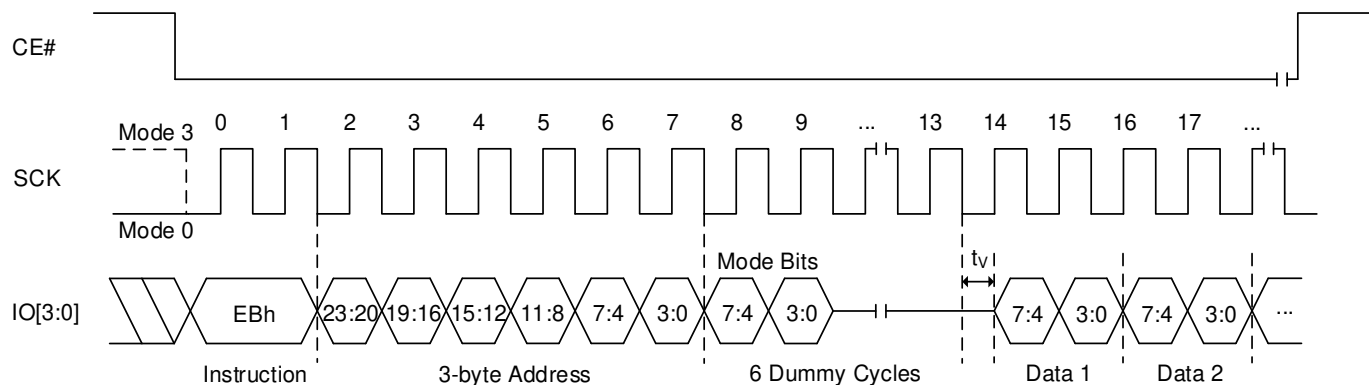 CE#
0 1 2 3 4 5 6 7 8 9 ... 13 14 15 16 17 ...
Mode 3
SCK
Mode 0
Mode Bits
tV
IO[3:0]
EBh 23:20 19:16 15:12 11:8 7:4 3:0 7:4 3:0 7:4 3:0 7:4 3:0 ...
Instruction 3-byte Address 6 Dummy Cycles Data 1 Data 2